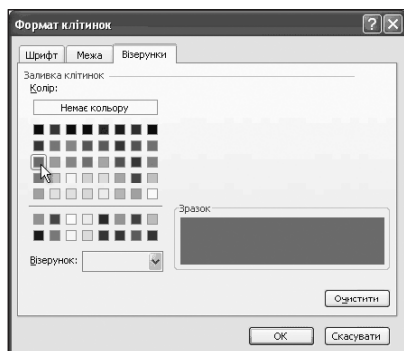 Формат клітинок
Шрифт Межа Візерунки
Заливка клітинок
Колір:
Немає кольору
Зразок
Візерунок:
Очистити
OK Скасувати